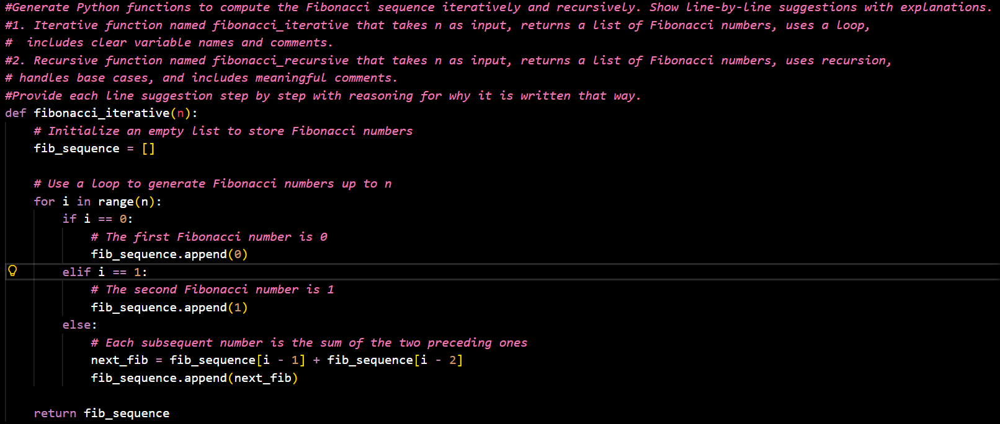 #Generate Python functions to compute the Fibonacci sequence iteratively and recursively. Show line-by-line suggestions with explanations.
#1. Iterative function named fibonacci_iterative that takes n as input, returns a list of Fibonacci numbers, uses a loop,
#  includes clear variable names and comments.
#2. Recursive function named fibonacci_recursive that takes n as input, returns a list of Fibonacci numbers, uses recursion,
# handles base cases, and includes meaningful comments.
#Provide each line suggestion step by step with reasoning for why it is written that way.
def fibonacci_iterative(n):
    # Initialize an empty list to store Fibonacci numbers
    fib_sequence = []

    # Use a loop to generate Fibonacci numbers up to n
    for i in range(n):
        if i == 0:
            # The first Fibonacci number is 0
            fib_sequence.append(0)
        elif i == 1:
            # The second Fibonacci number is 1
            fib_sequence.append(1)
        else:
            # Each subsequent number is the sum of the two preceding ones
            next_fib = fib_sequence[i - 1] + fib_sequence[i - 2]
            fib_sequence.append(next_fib)

    return fib_sequence